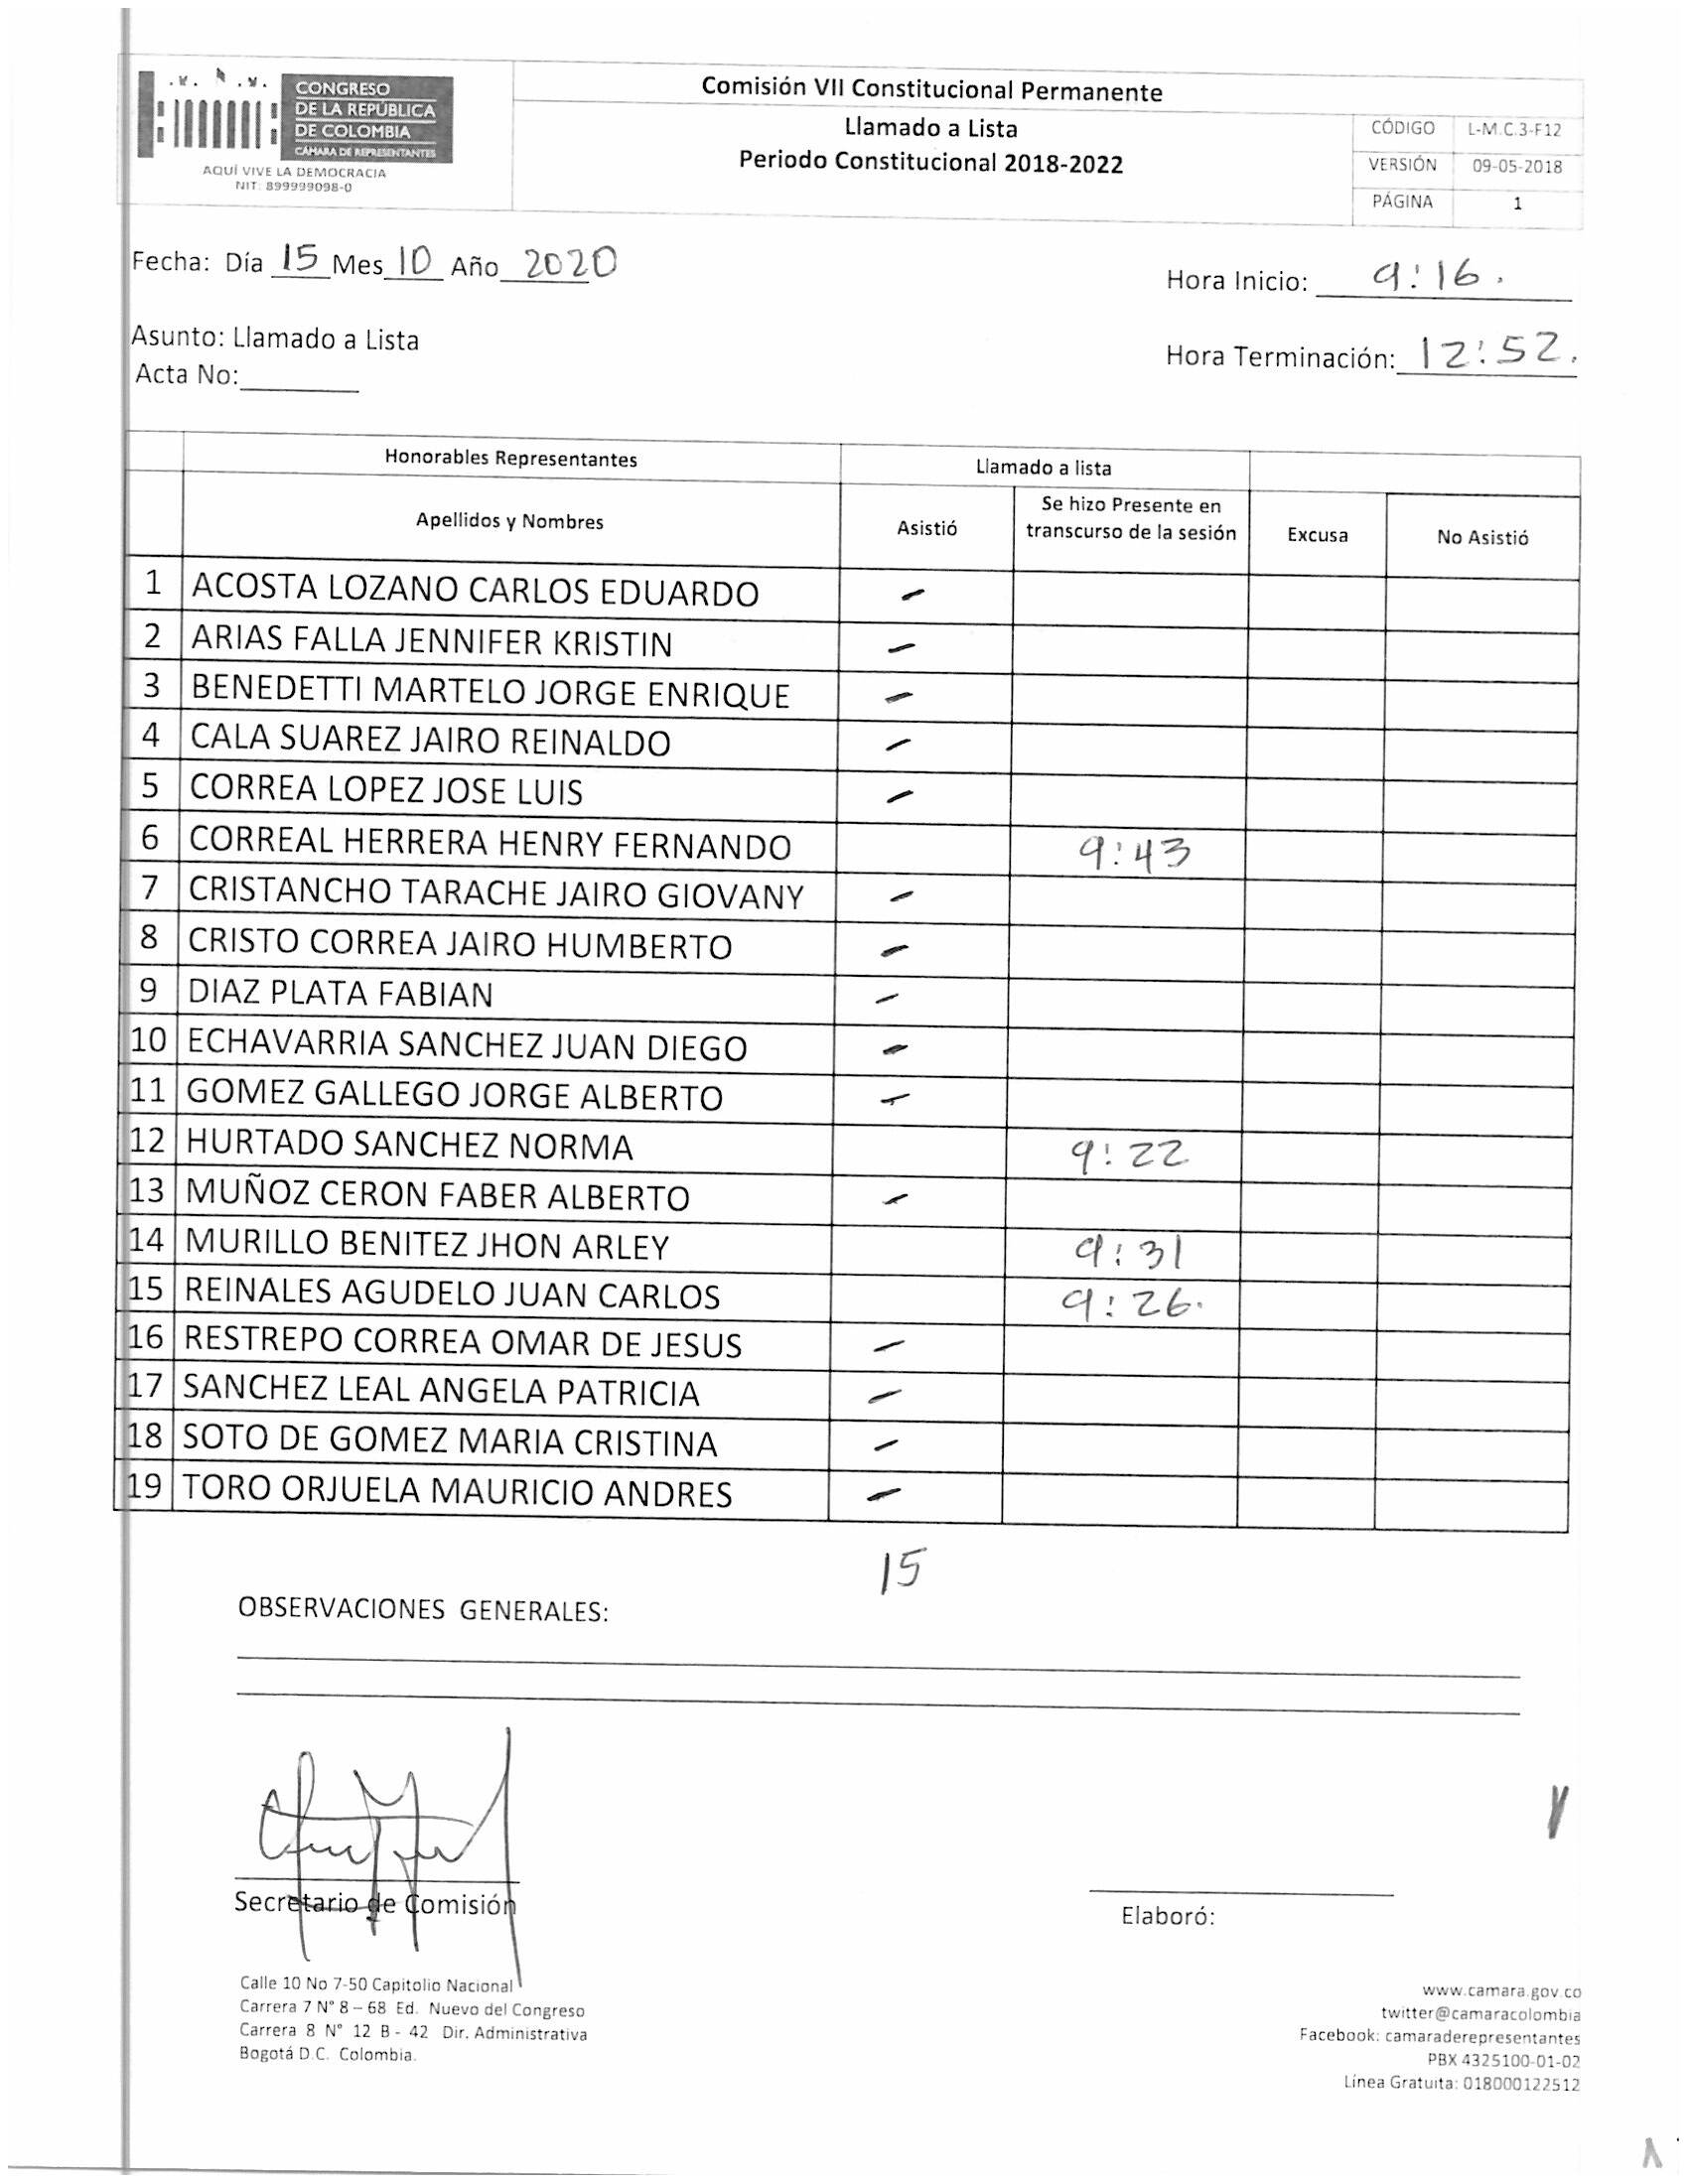 CONGRESO
DE LA REPÚBLICA
DE COLOMBIA
CÁMARA DE REPRESENTANTES
AQUÍ VIVE LA DEMOCRACIA
NIT: 899999098-0
Comisión VII Constitucional Permanente
Llamado a Lista
Periodo Constitucional 2018-2022
CÓDIGO L-M.C.3-F12
VERSIÓN 09-05-2018
PÁGINA 1
Fecha: Día 15 Mes 10 Año 2020
Hora Inicio: 9:16.
Asunto: Llamado a Lista
Hora Terminación: 12:52.
Acta No:
Honorables Representantes Llamado a lista
Apellidos y Nombres Asistió Se hizo Presente en transcurso de la sesión Excusa No Asistió
1 ACOSTA LOZANO CARLOS EDUARDO –
2 ARIAS FALLA JENNIFER KRISTIN –
3 BENEDETTI MARTELO JORGE ENRIQUE –
4 CALA SUAREZ JAIRO REINALDO –
5 CORREA LOPEZ JOSE LUIS –
6 CORREAL HERRERA HENRY FERNANDO 9:43
7 CRISTANCHO TARACHE JAIRO GIOVANY –
8 CRISTO CORREA JAIRO HUMBERTO –
9 DIAZ PLATA FABIAN –
10 ECHAVARRIA SANCHEZ JUAN DIEGO –
11 GOMEZ GALLEGO JORGE ALBERTO –
12 HURTADO SANCHEZ NORMA 9:22
13 MUÑOZ CERON FABER ALBERTO –
14 MURILLO BENITEZ JHON ARLEY 9:31
15 REINALES AGUDELO JUAN CARLOS 9:26.
16 RESTREPO CORREA OMAR DE JESUS –
17 SANCHEZ LEAL ANGELA PATRICIA –
18 SOTO DE GOMEZ MARIA CRISTINA –
19 TORO ORJUELA MAURICIO ANDRES –
15
OBSERVACIONES GENERALES:
Secretario de Comisión
Elaboró:
Calle 10 No 7-50 Capitolio Nacional
Carrera 7 N° 8 – 68 Ed. Nuevo del Congreso
Carrera 8 N° 12 B - 42 Dir. Administrativa
Bogotá D.C. Colombia.
www.camara.gov.co
twitter@camaracolombia
Facebook: camaraderepresentantes
PBX 4325100-01-02
Línea Gratuita: 018000122512